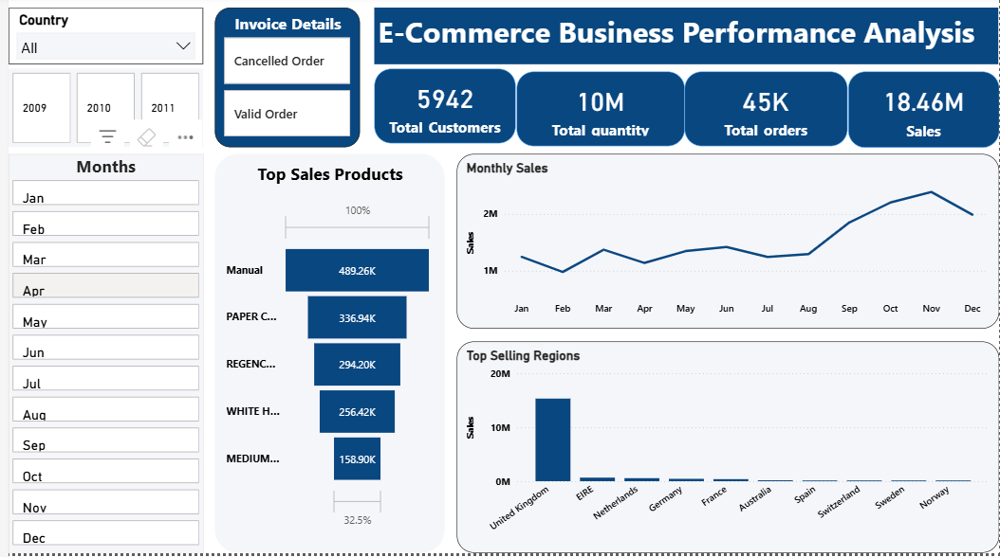 Country
All
2009
2010
2011
Months
Jan
Feb
Mar
Apr
May
Jun
Jul
Aug
Sep
Oct
Nov
Dec
Invoice Details
Cancelled Order
Valid Order
E-Commerce Business Performance Analysis
5942
Total Customers
10M
Total quantity
45K
Total orders
18.46M
Sales
Top Sales Products
100%
Manual 489.26K
PAPER C... 336.94K
REGENC... 294.20K
WHITE H... 256.42K
MEDIUM... 158.90K
32.5%
Monthly Sales
Sales
2M
1M
Jan Feb Mar Apr May Jun Jul Aug Sep Oct Nov Dec
Top Selling Regions
Sales
20M
10M
0M
United Kingdom EIRE Netherlands Germany France Australia Spain Switzerland Sweden Norway